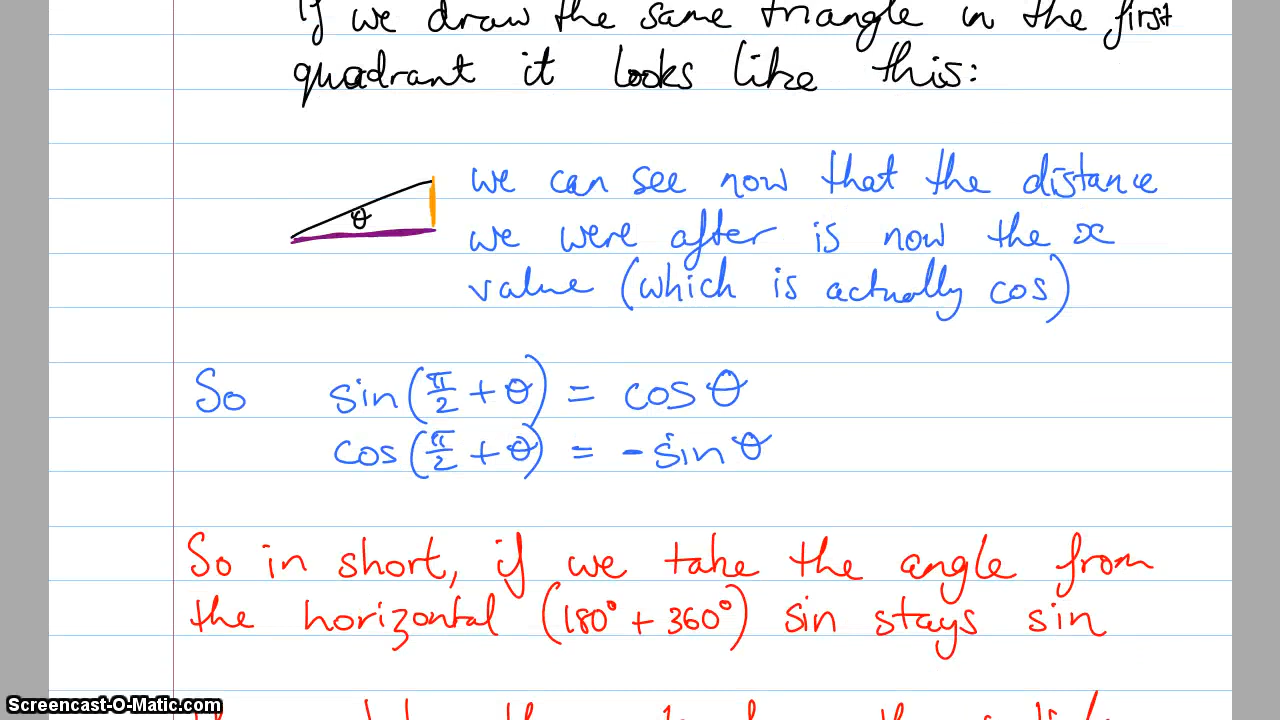 If we draw the same triangle in the first
quadrant it looks like this:
we can see now that the distance
θ
we were after is now the x
value (which is actually cos)
So sin(π/2 + θ) = cos θ
cos(π/2 + θ) = - sin θ
So in short, if we take the angle from
the horizontal (180° + 360°) sin stays sin
Screencast-O-Matic.com